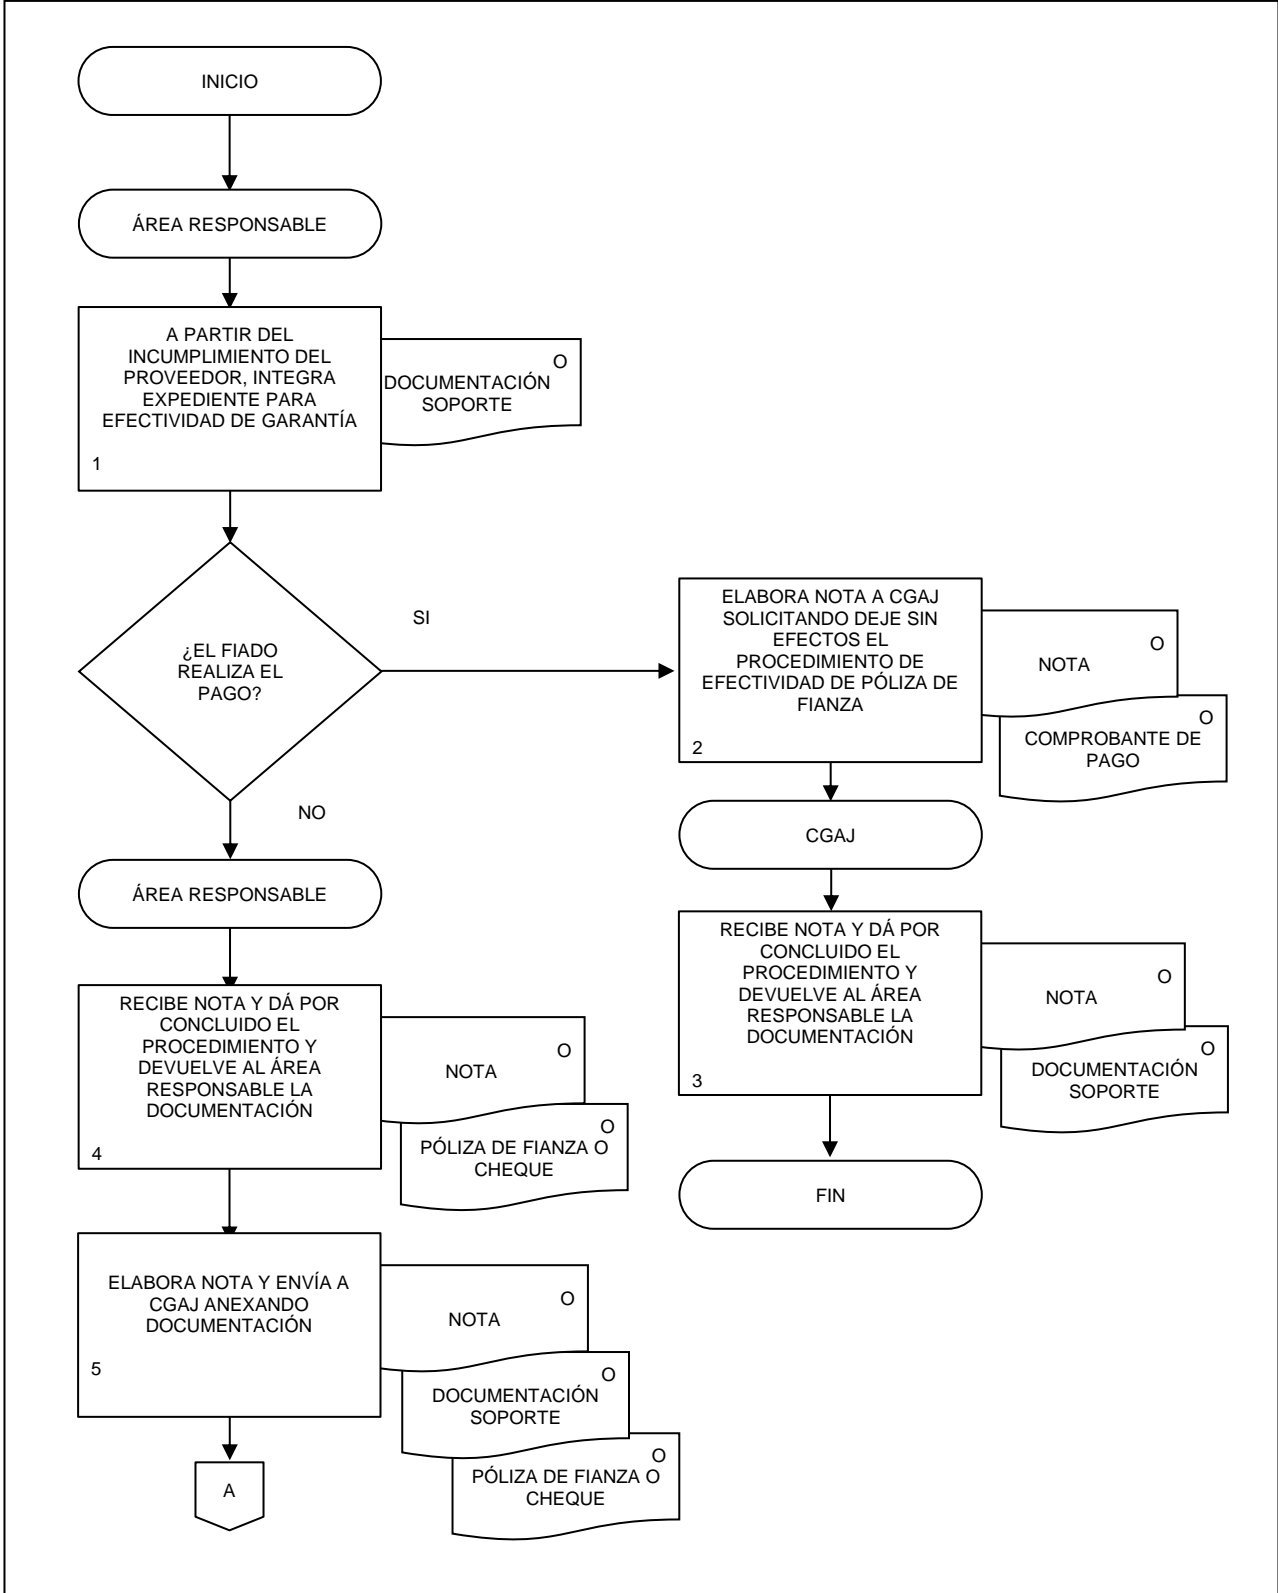 INICIO
ÁREA RESPONSABLE
A PARTIR DEL
INCUMPLIMIENTO DEL
PROVEEDOR, INTEGRA
EXPEDIENTE PARA
EFECTIVIDAD DE GARANTÍA
1
O
DOCUMENTACIÓN
SOPORTE
¿EL FIADO
REALIZA EL
PAGO?
SI
ELABORA NOTA A CGAJ
SOLICITANDO DEJE SIN
EFECTOS EL
PROCEDIMIENTO DE
EFECTIVIDAD DE PÓLIZA DE
FIANZA
2
O
NOTA
O
COMPROBANTE DE
PAGO
CGAJ
RECIBE NOTA Y DÁ POR
CONCLUIDO EL
PROCEDIMIENTO Y
DEVUELVE AL ÁREA
RESPONSABLE LA
DOCUMENTACIÓN
3
O
NOTA
O
DOCUMENTACIÓN
SOPORTE
FIN
NO
ÁREA RESPONSABLE
RECIBE NOTA Y DÁ POR
CONCLUIDO EL
PROCEDIMIENTO Y
DEVUELVE AL ÁREA
RESPONSABLE LA
DOCUMENTACIÓN
4
O
NOTA
O
PÓLIZA DE FIANZA O
CHEQUE
ELABORA NOTA Y ENVÍA A
CGAJ ANEXANDO
DOCUMENTACIÓN
5
O
NOTA
O
DOCUMENTACIÓN
SOPORTE
O
PÓLIZA DE FIANZA O
CHEQUE
A